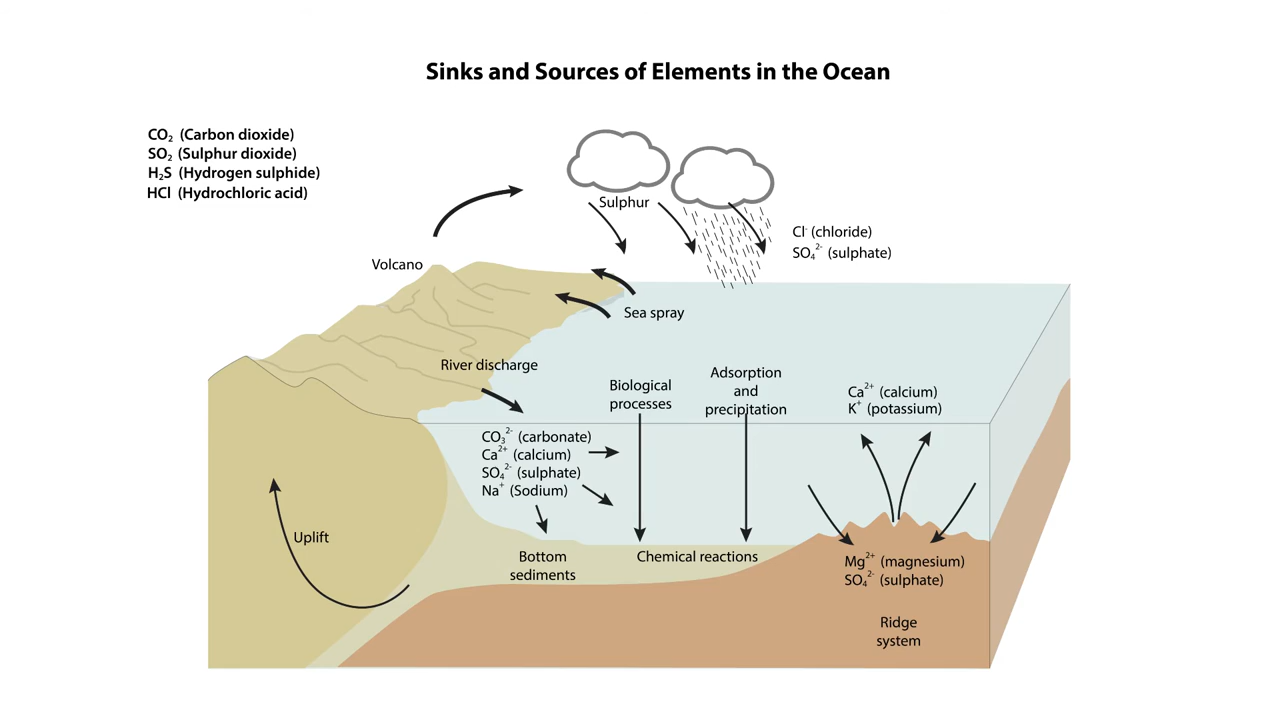 Sinks and Sources of Elements in the Ocean
CO₂ (Carbon dioxide)
SO₂ (Sulphur dioxide)
H₂S (Hydrogen sulphide)
HCl (Hydrochloric acid)
Sulphur
Cl⁻ (chloride)
SO₄²⁻ (sulphate)
Volcano
Sea spray
River discharge
Biological
processes
Adsorption
and
precipitation
Ca²⁺ (calcium)
K⁺ (potassium)
CO₃²⁻ (carbonate)
Ca²⁺ (calcium)
SO₄²⁻ (sulphate)
Na⁺ (Sodium)
Uplift
Bottom
sediments
Chemical reactions
Mg²⁺ (magnesium)
SO₄²⁻ (sulphate)
Ridge
system